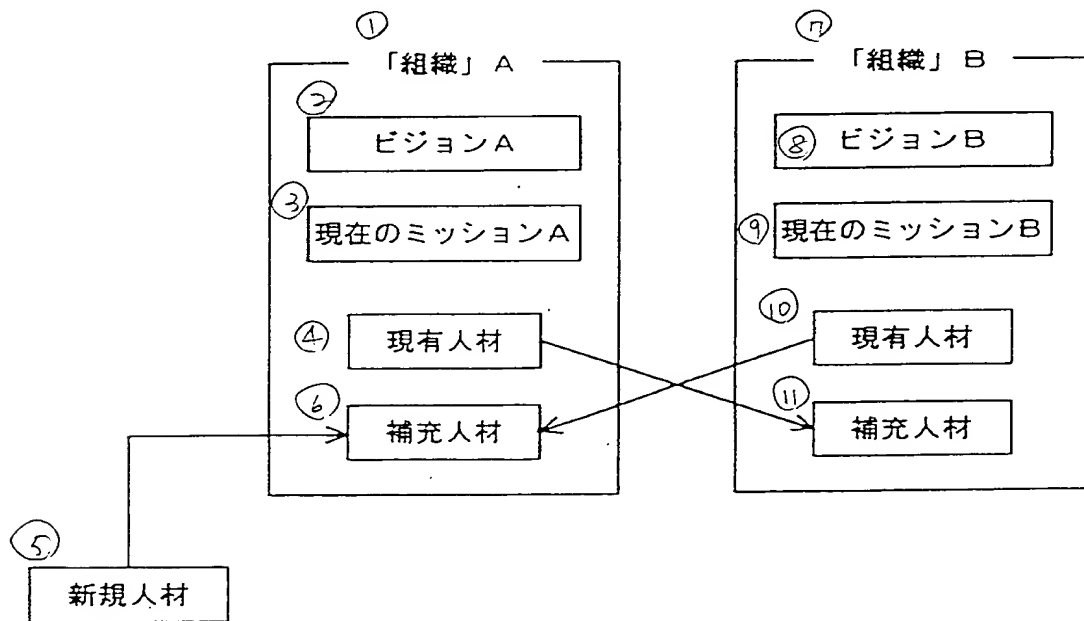 ①
「組織」A
②
ビジョンA
③
現在のミッションA
④
現有人材
⑥
補充人材
⑤
新規人材
⑦
「組織」B
⑧
ビジョンB
⑨
現在のミッションB
⑩
現有人材
⑪
補充人材